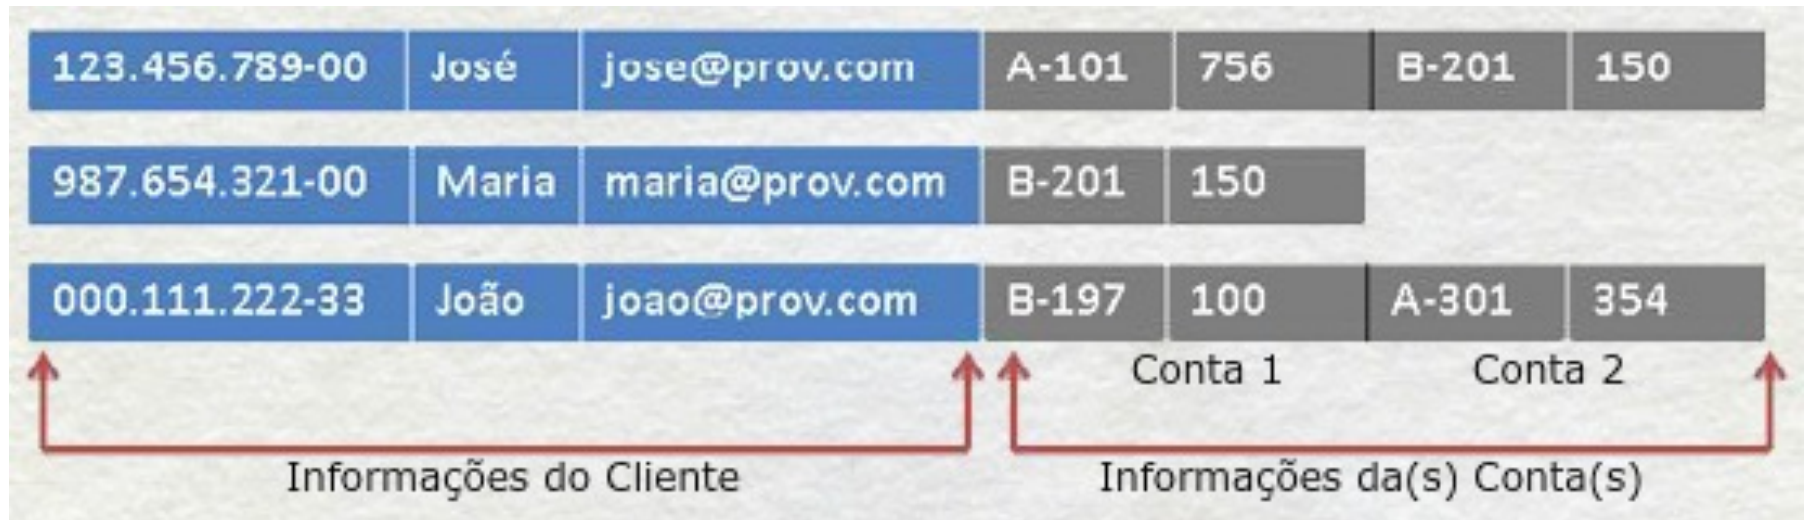 123.456.789-00 José jose@prov.com A-101 756 B-201 150
987.654.321-00 Maria maria@prov.com B-201 150
000.111.222-33 João joao@prov.com B-197 100 A-301 354
Conta 1 Conta 2
Informações do Cliente Informações da(s) Conta(s)